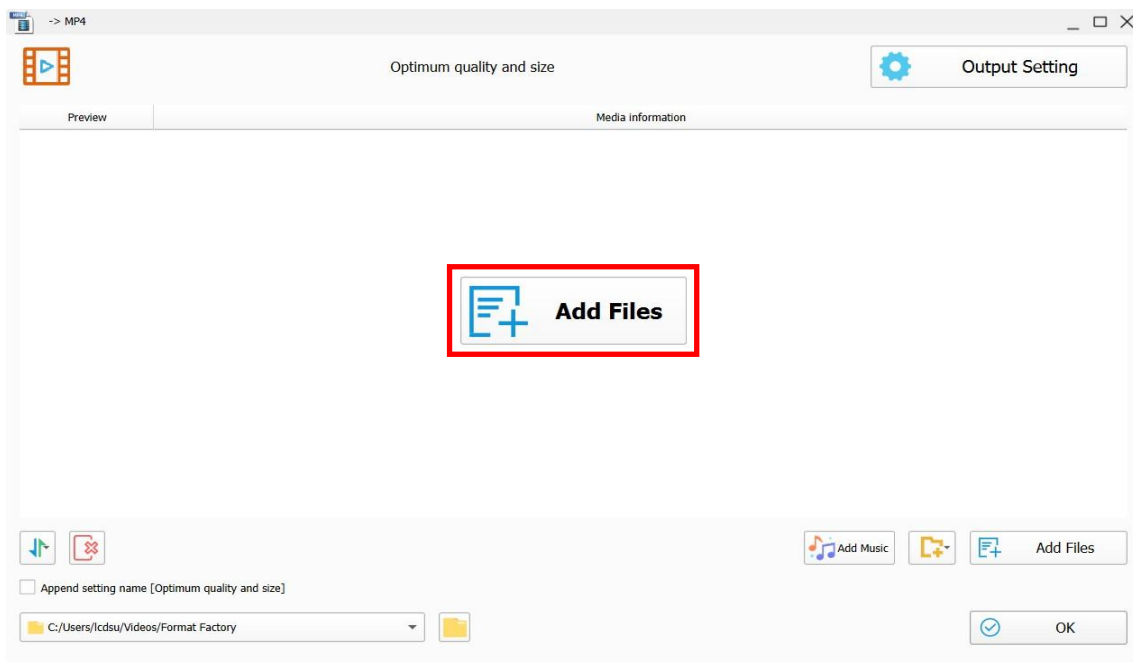 -> MP4
Optimum quality and size
Output Setting
Preview
Media information
Add Files
Add Music
Add Files
Append setting name [Optimum quality and size]
C:/Users/lcdsu/Videos/Format Factory
OK